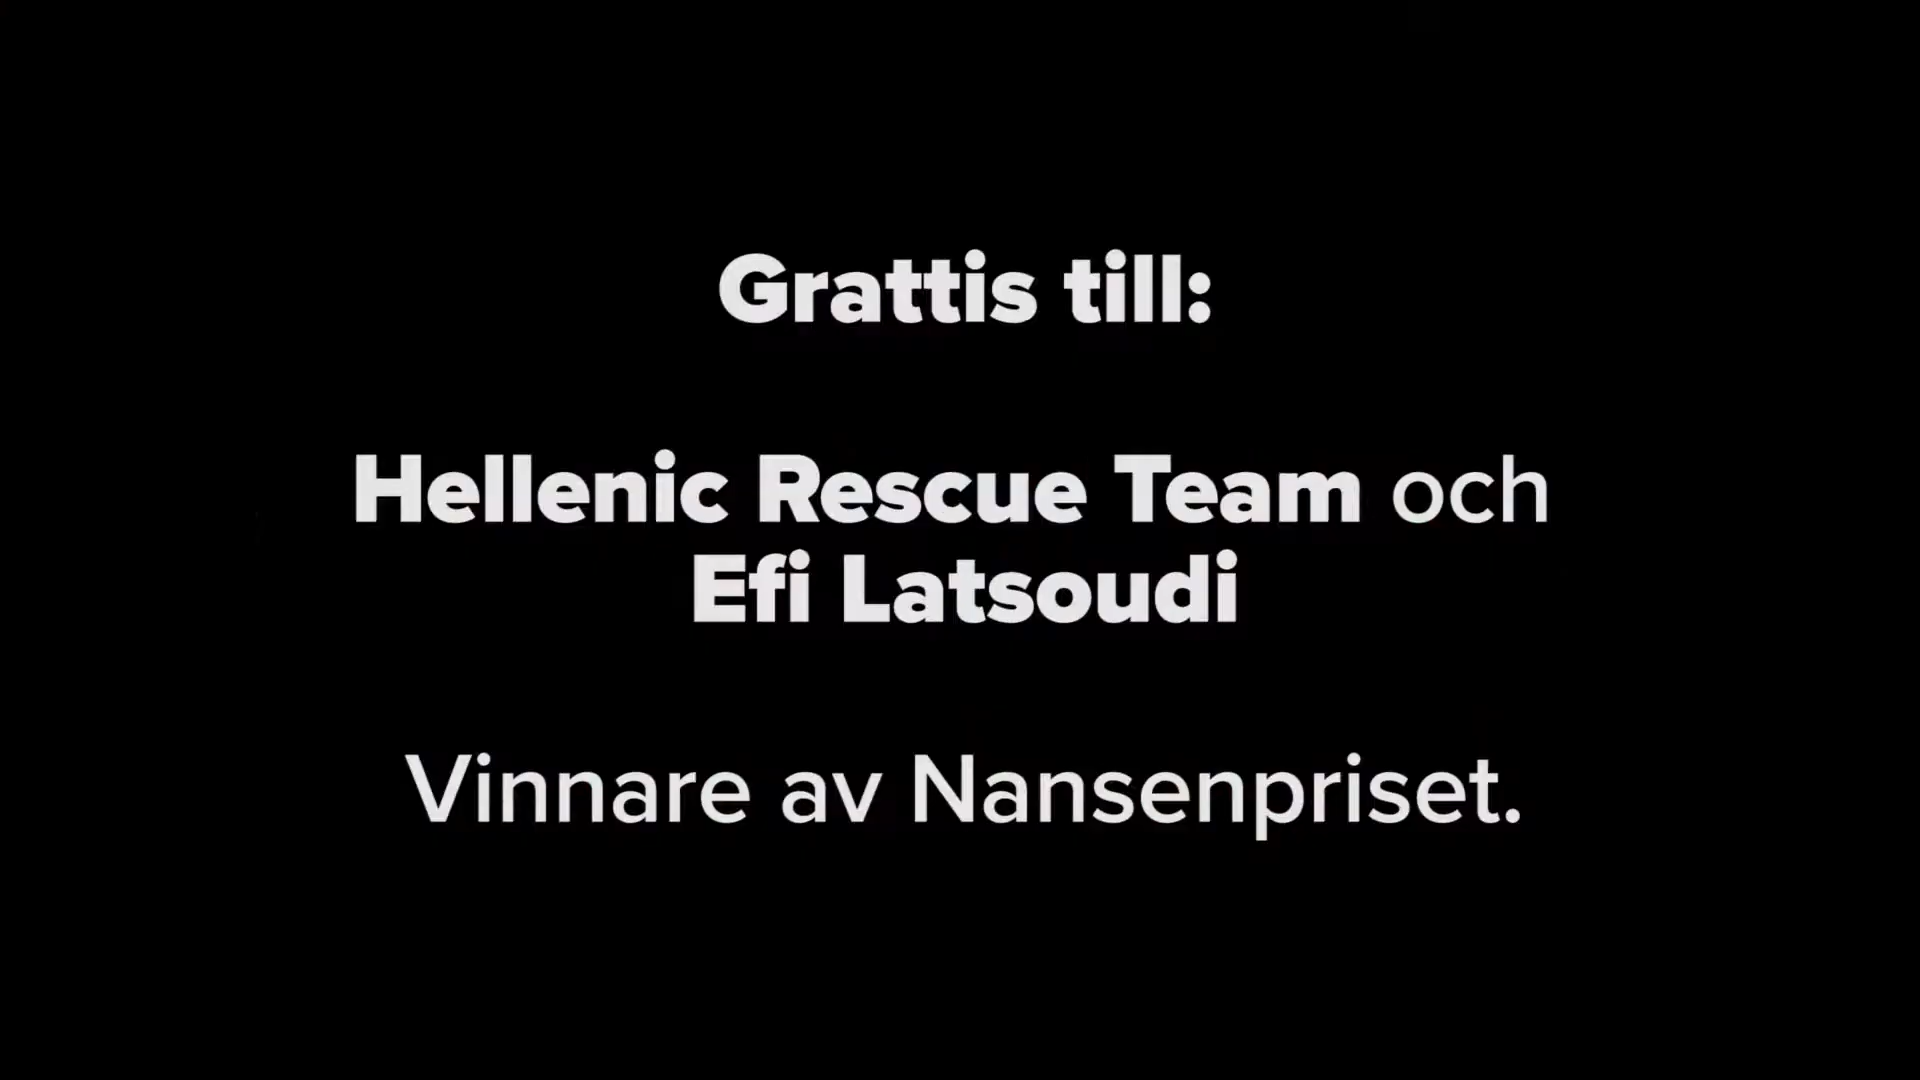 Grattis till:
Hellenic Rescue Team och
Efi Latsoudi
Vinnare av Nansenpriset.